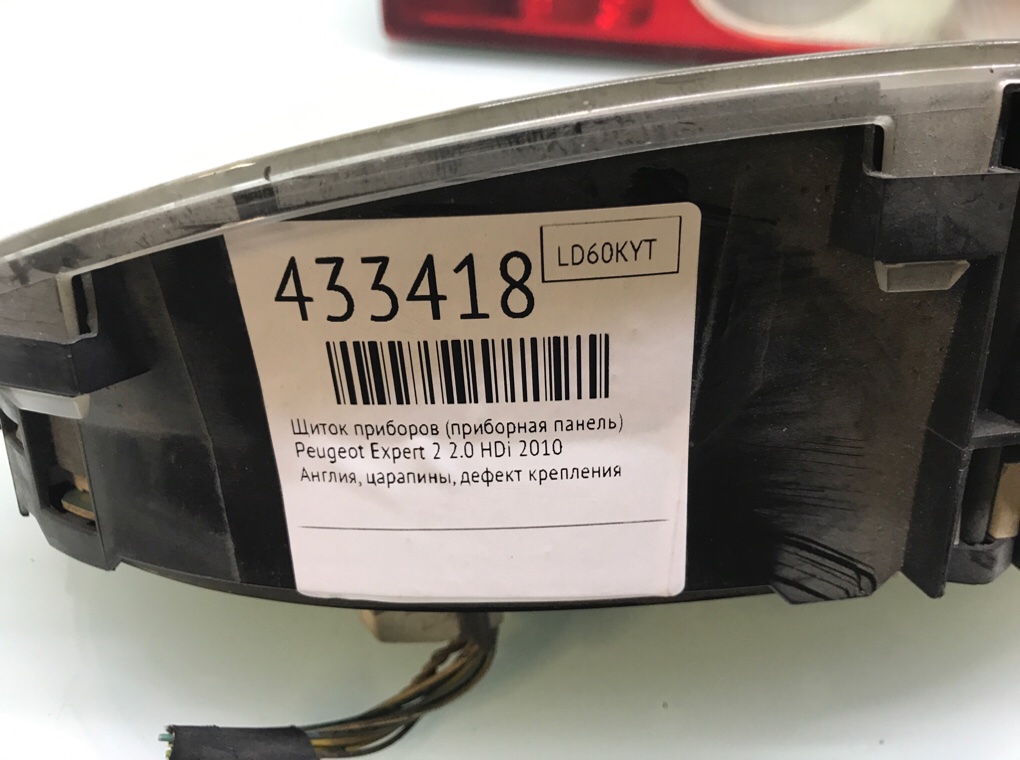 433418
LD60KYT
Щиток приборов (приборная панель)
Peugeot Expert 2 2.0 HDi 2010
Англия, царапины, дефект крепления